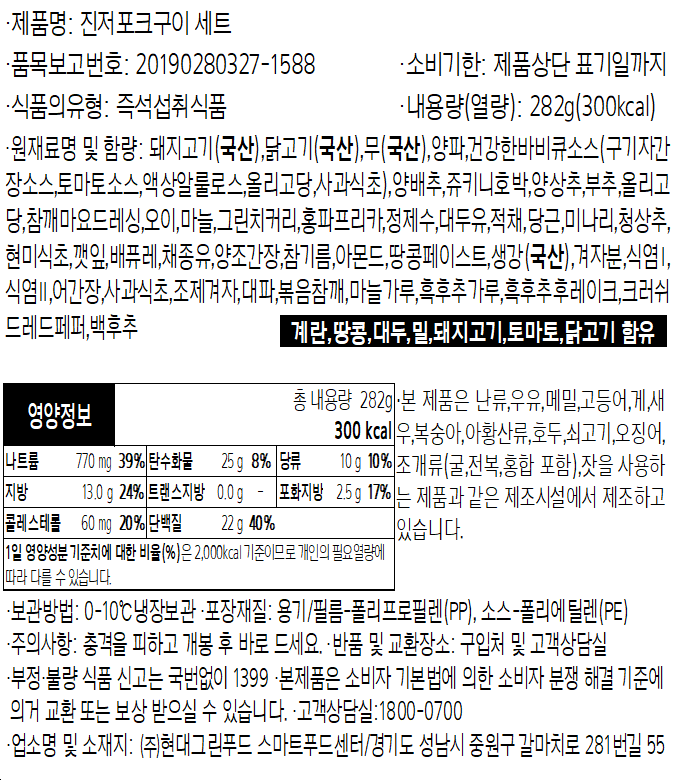 ·제품명: 진저포크구이 세트
·품목보고번호: 20190280327-1588 ·소비기한: 제품상단 표기일까지
·식품의유형: 즉석섭취식품 ·내용량(열량): 282g(300kcal)
·원재료명 및 함량: 돼지고기(국산),닭고기(국산),무(국산),양파,건강한바비큐소스(구기자간
장소스,토마토소스,액상알룰로스,올리고당,사과식초),양배추,쥬키니호박,양상추,부추,올리고
당,참깨마요드레싱,오이,마늘,그린치커리,홍파프리카,정제수,대두유,적채,당근,미나리,청상추,
현미식초,깻잎,배퓨레,채종유,양조간장,참기름,아몬드,땅콩페이스트,생강(국산),겨자분,식염I,
식염II,어간장,사과식초,조제겨자,대파,볶음참깨,마늘가루,흑후추가루,흑후추후레이크,크러쉬
드레드페퍼,백후추
계란,땅콩,대두,밀,돼지고기,토마토,닭고기 함유
영양정보
총 내용량 282g
300 kcal
나트륨 770 mg 39% 탄수화물 25 g 8% 당류 10 g 10%
지방 13.0 g 24% 트랜스지방 0.0 g - 포화지방 2.5 g 17%
콜레스테롤 60 mg 20% 단백질 22 g 40%
1일 영양성분 기준치에 대한 비율(%)은 2,000kcal 기준이므로 개인의 필요열량에
따라 다를 수 있습니다.
·본 제품은 난류,우유,메밀,고등어,게,새
우,복숭아,아황산류,호두,쇠고기,오징어,
조개류(굴,전복,홍합 포함),잣을 사용하
는 제품과 같은 제조시설에서 제조하고
있습니다.
·보관방법: 0-10℃냉장보관 ·포장재질: 용기/필름-폴리프로필렌(PP), 소스-폴리에틸렌(PE)
·주의사항: 충격을 피하고 개봉 후 바로 드세요. ·반품 및 교환장소: 구입처 및 고객상담실
·부정·불량 식품 신고는 국번없이 1399 ·본제품은 소비자 기본법에 의한 소비자 분쟁 해결 기준에
의거 교환 또는 보상 받으실 수 있습니다. ·고객상담실:1800-0700
·업소명 및 소재지: (주)현대그린푸드 스마트푸드센터/경기도 성남시 중원구 갈마치로 281번길 55